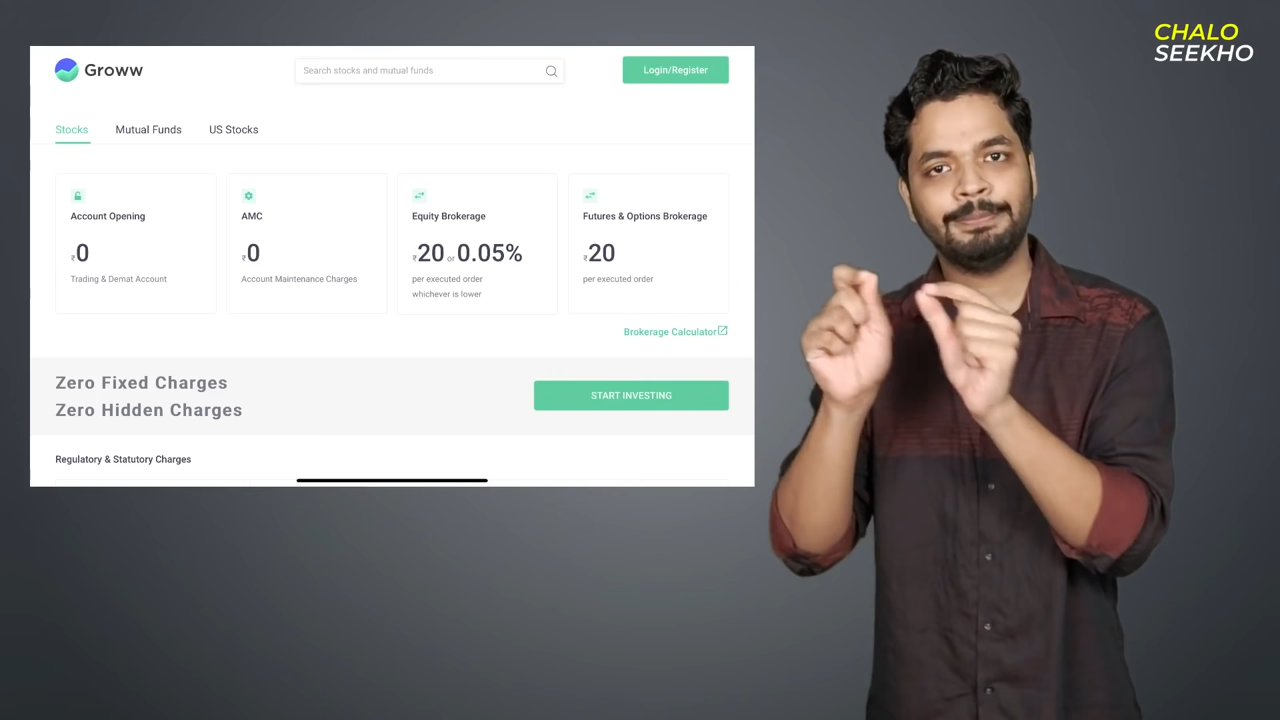 CHALO
SEEKHO
Groww
Search stocks and mutual funds
Login/Register
Stocks
Mutual Funds
US Stocks
Account Opening
₹0
Trading & Demat Account
AMC
₹0
Account Maintenance Charges
Equity Brokerage
₹20 or 0.05%
per executed order
whichever is lower
Futures & Options Brokerage
₹20
per executed order
Brokerage Calculator
Zero Fixed Charges
Zero Hidden Charges
START INVESTING
Regulatory & Statutory Charges